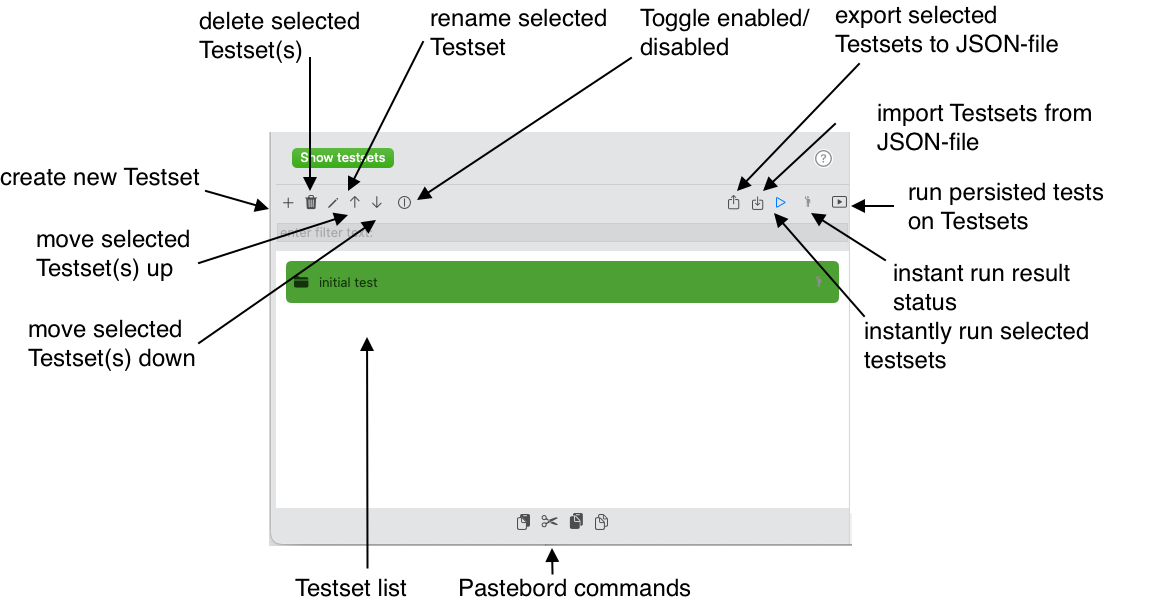 delete selected
Testset(s)
rename selected
Testset
Toggle enabled/
disabled
export selected
Testsets to JSON-file
import Testsets from
JSON-file
Show testsets
?
create new Testset
run persisted tests
on Testsets
move selected
Testset(s) up
enter filter text.
instant run result
status
initial test
move selected
Testset(s) down
instantly run selected
testsets
Testset list
Pastebord commands